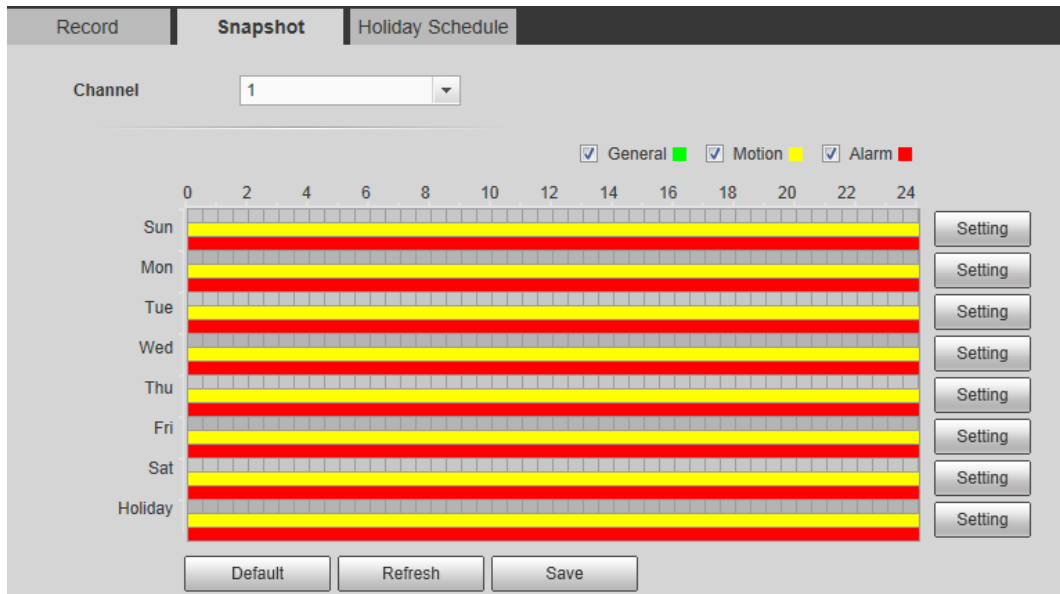 Record Snapshot Holiday Schedule
Channel 1
General Motion Alarm
0 2 4 6 8 10 12 14 16 18 20 22 24
Sun Setting
Mon Setting
Tue Setting
Wed Setting
Thu Setting
Fri Setting
Sat Setting
Holiday Setting
Default Refresh Save